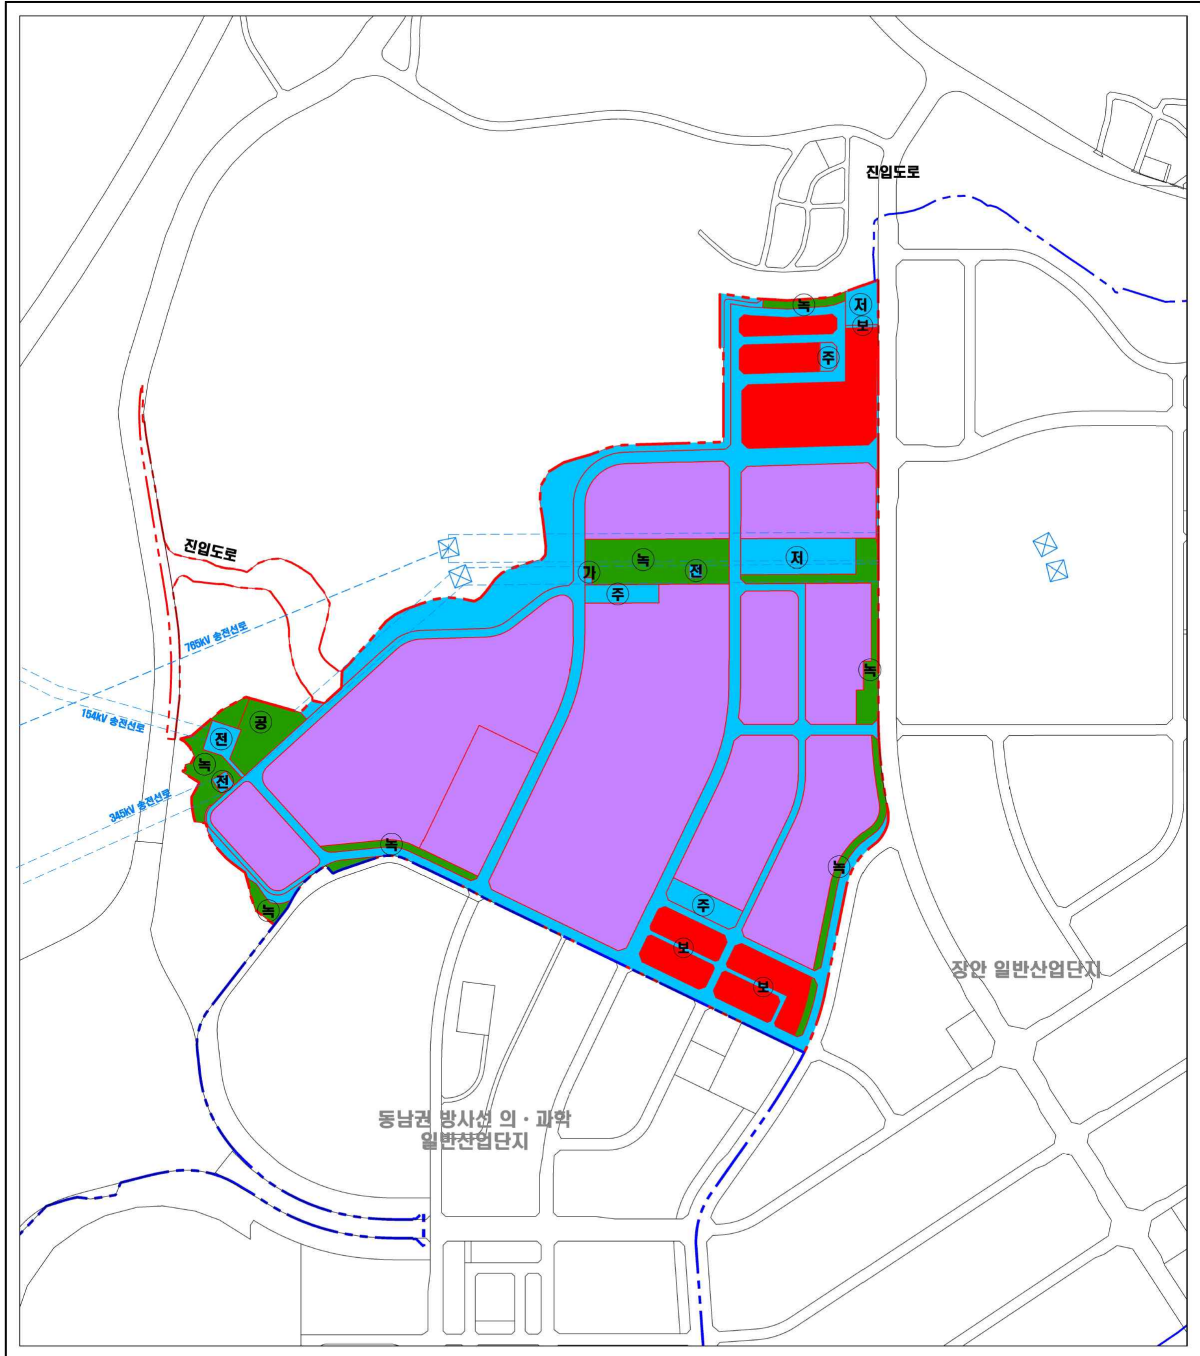 진입도로
녹
저
보
주
진입도로
녹
가
전
저
주
765kV 송전선로
154kV 송전선로
녹
공
전
녹
전
345kV 송전선로
녹
녹
녹
주
보
보
장안 일반산업단지
동남권 방사선 의·과학
일반산업단지